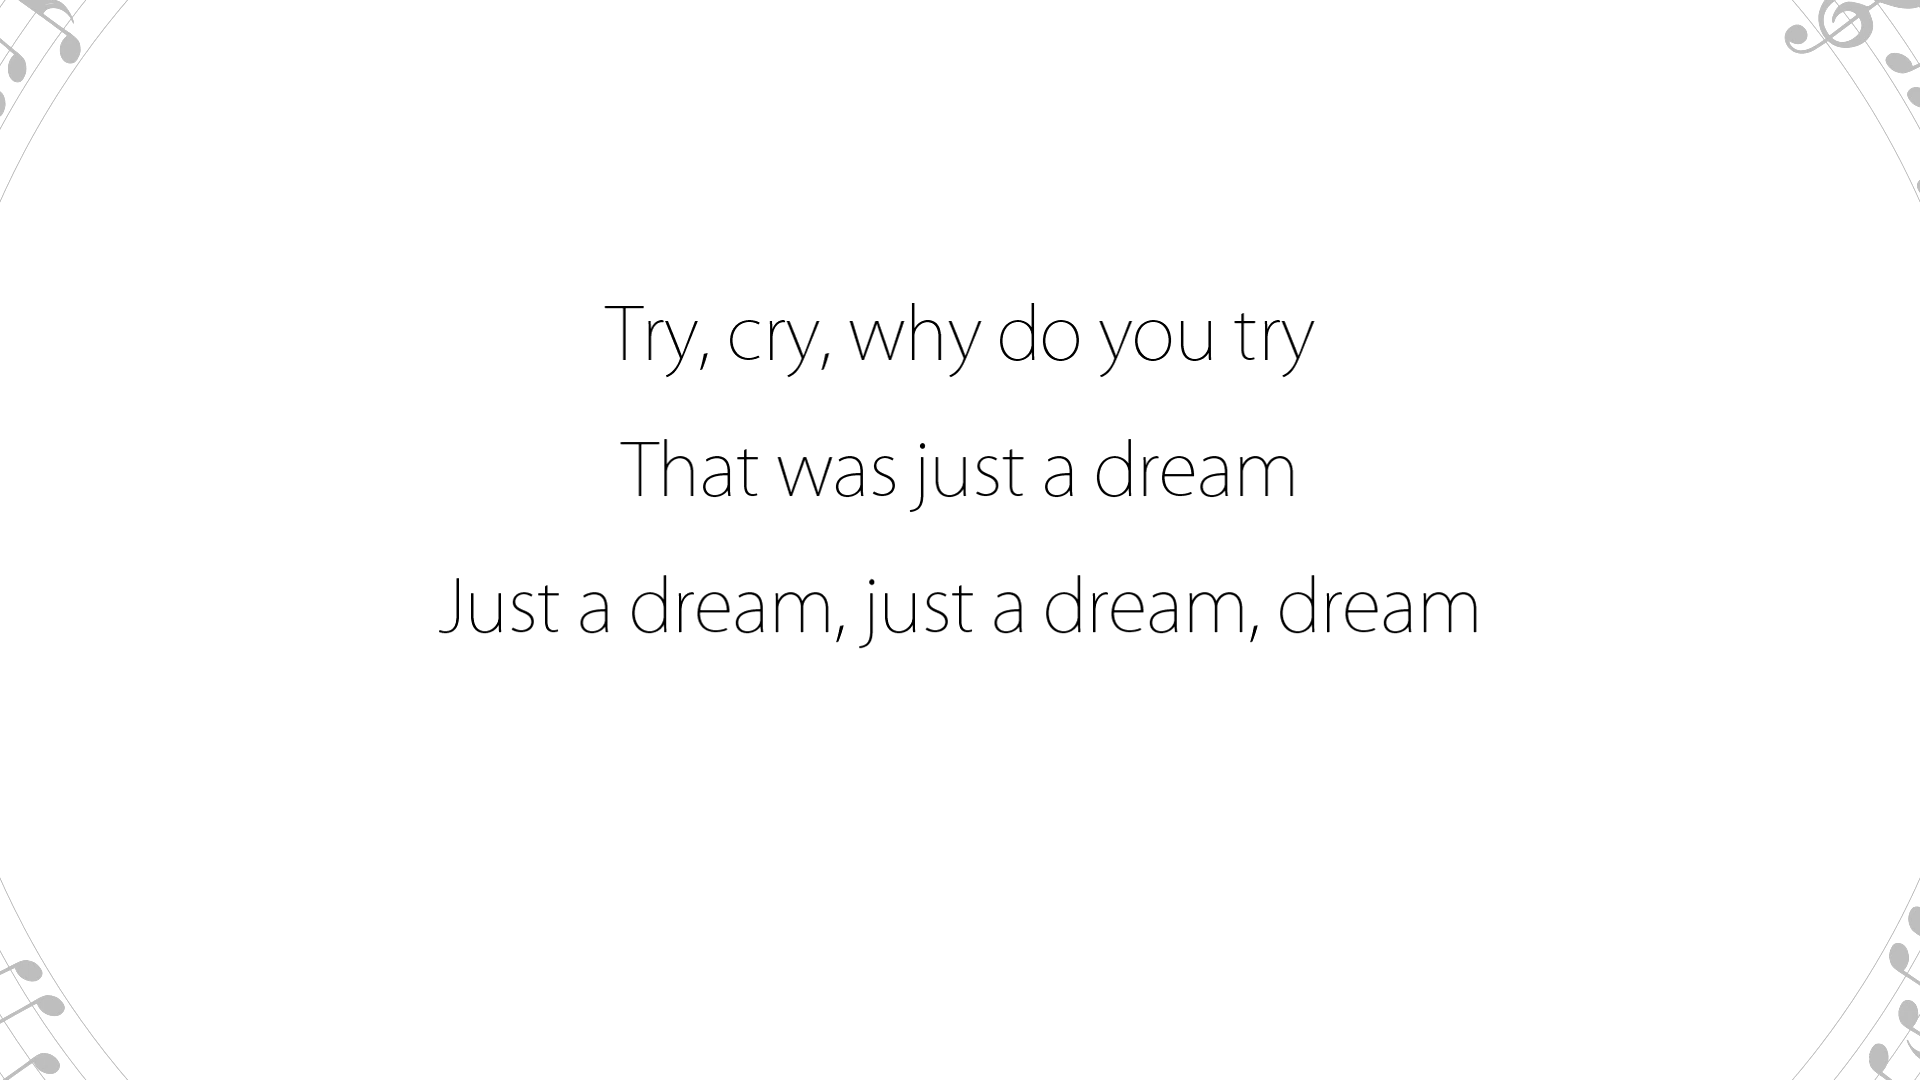 Try, cry, why do you try
That was just a dream
Just a dream, just a dream, dream